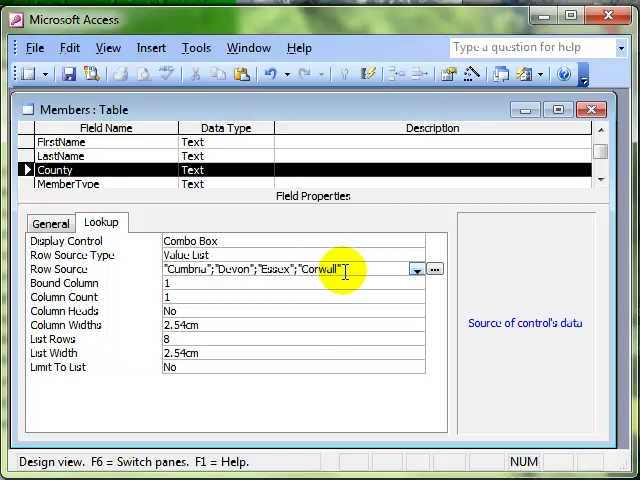 Microsoft Access
File Edit View Insert Tools Window Help Type a question for help
Members : Table
Field Name Data Type Description
FirstName Text
LastName Text
County Text
MemberType Text
Field Properties
General Lookup
Display Control Combo Box
Row Source Type Value List
Row Source "Cumbria";"Devon";"Essex";"Corwall"
Bound Column 1
Column Count 1
Column Heads No
Column Widths 2.54cm
List Rows 8
List Width 2.54cm
Limit To List No
Source of control's data
Design view. F6 = Switch panes. F1 = Help. NUM